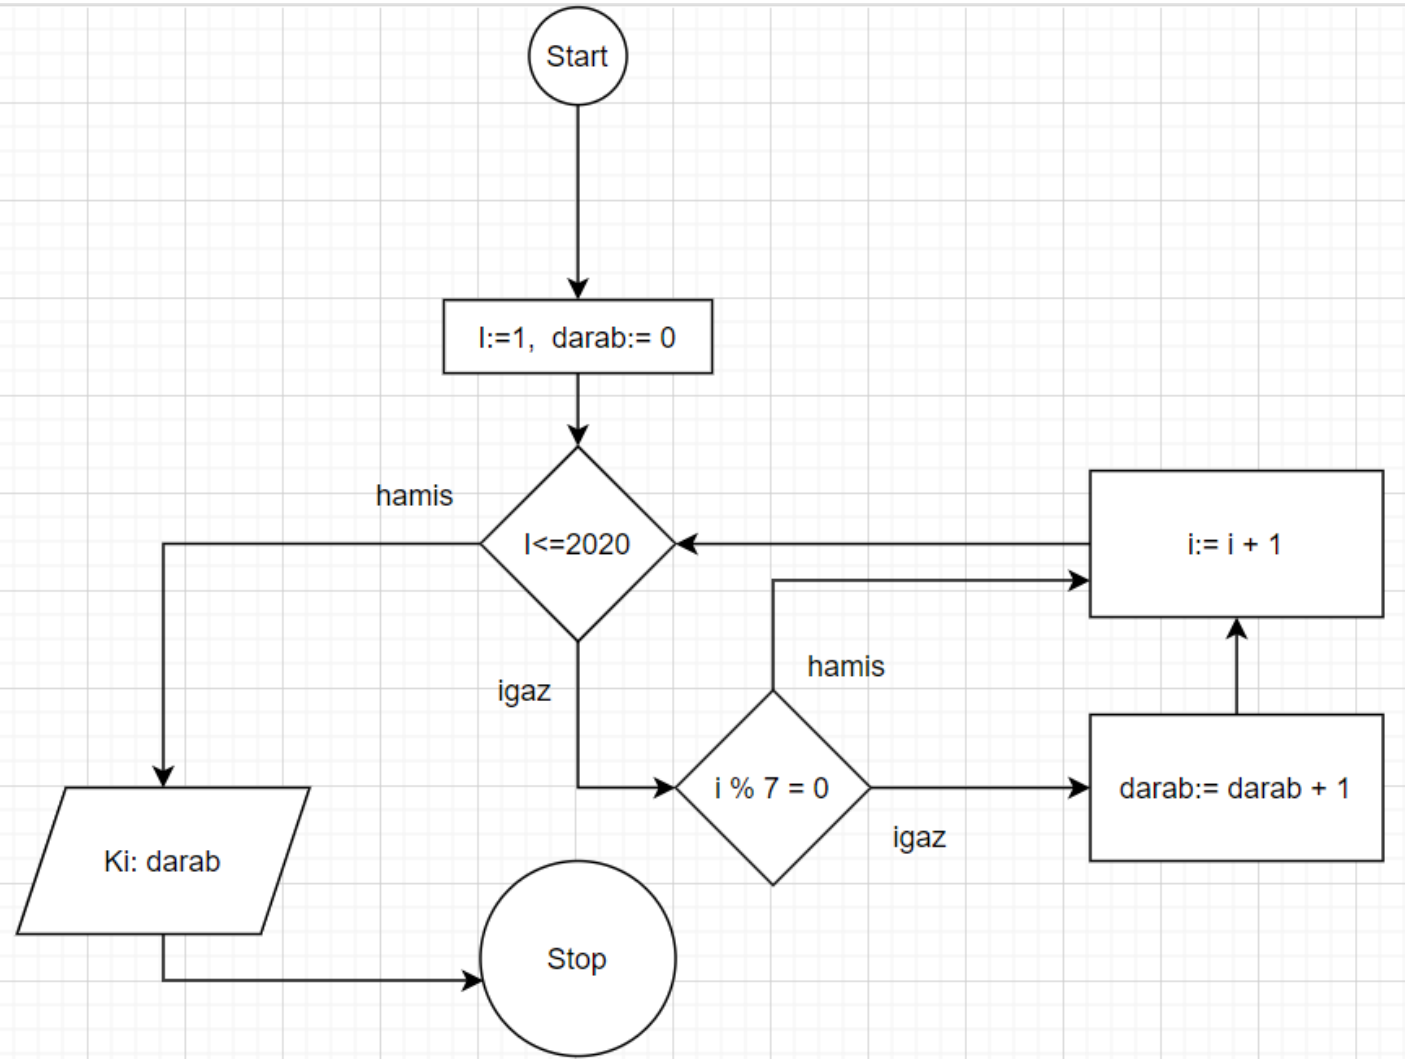 Start
I:=1, darab:= 0
hamis
I<=2020
i:= i + 1
hamis
igaz
i % 7 = 0
darab:= darab + 1
igaz
Ki: darab
Stop